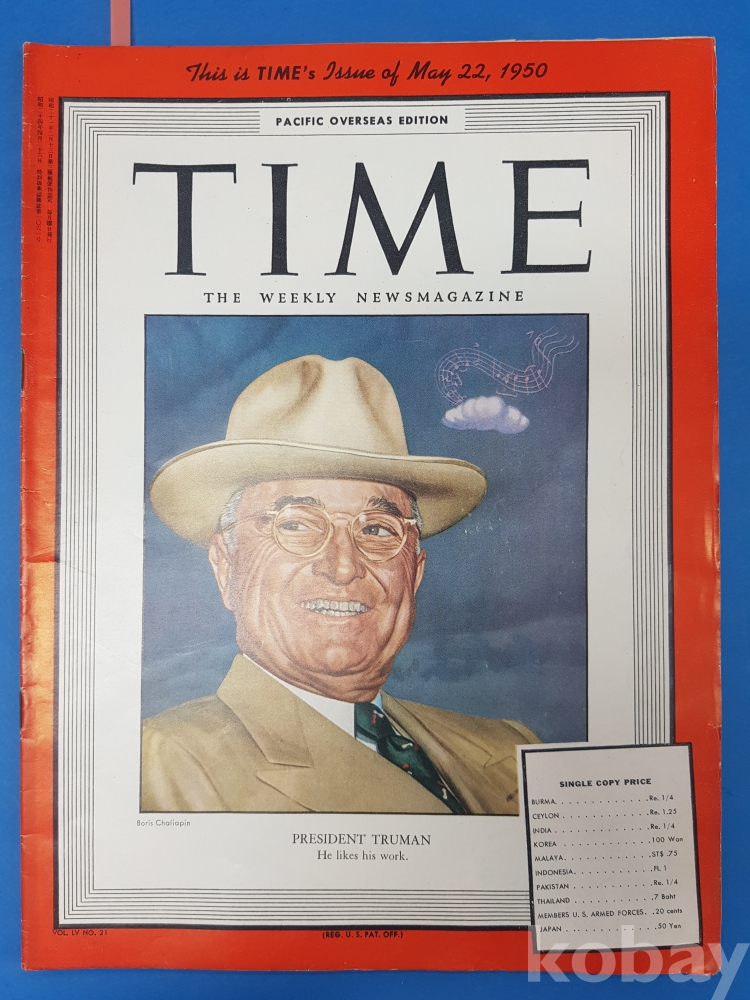 This is TIME's Issue of May 22, 1950
PACIFIC OVERSEAS EDITION
TIME
THE WEEKLY NEWSMAGAZINE
Boris Chaliapin
PRESIDENT TRUMAN
He likes his work.
SINGLE COPY PRICE
BURMA. . . . . . . . . . . . .Re. 1/4
CEYLON . . . . . . . . . . . . Re. 1.25
INDIA . . . . . . . . . . . . . .Re. 1/4
KOREA . . . . . . . . . . . . .100 Won
MALAYA. . . . . . . . . . . . .ST$ .75
INDONESIA. . . . . . . . . . . .FL 1
PAKISTAN . . . . . . . . . . . Re. 1/4
THAILAND . . . . . . . . . . . .7 Baht
MEMBERS U. S. ARMED FORCES. . .20 cents
JAPAN . . . . . . . . . . . . . .50 Yen
VOL. LV NO. 21
(REG. U. S. PAT. OFF.)
kobay